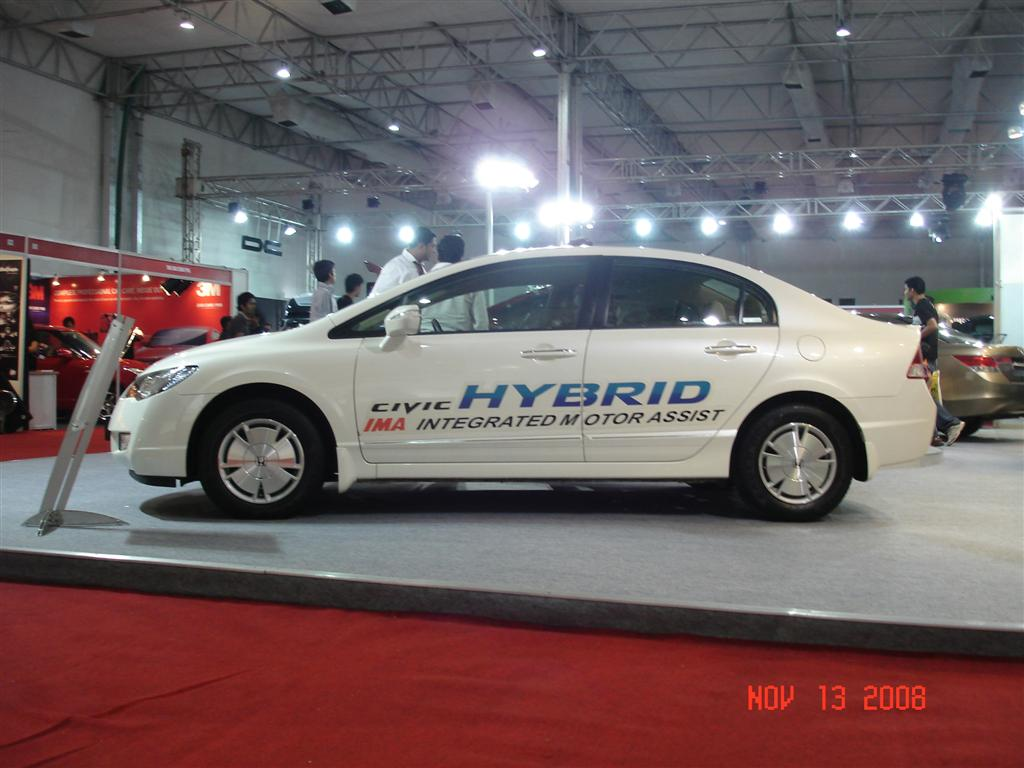 DC
3M
CIVIC HYBRID
IMA INTEGRATED MOTOR ASSIST
NOV 13 2008